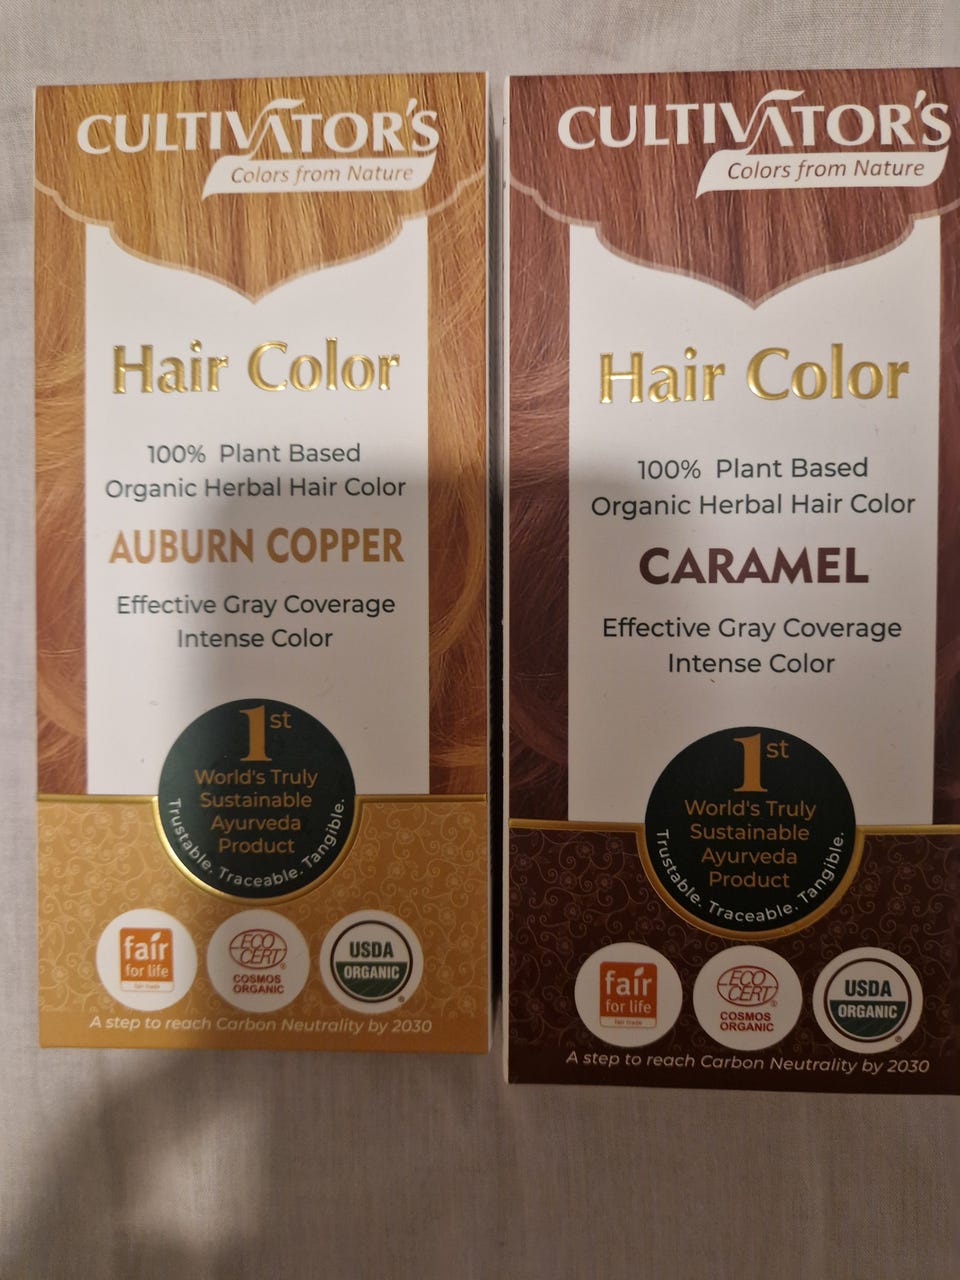 CULTIVATOR'S
Colors from Nature
Hair Color
100% Plant Based
Organic Herbal Hair Color
AUBURN COPPER
Effective Gray Coverage
Intense Color
1st
World's Truly
Sustainable
Ayurveda
Product
Trustable. Traceable. Tangible.
fair
for life
fair trade
ECO
CERT
COSMOS
ORGANIC
USDA
ORGANIC
A step to reach Carbon Neutrality by 2030
CULTIVATOR'S
Colors from Nature
Hair Color
100% Plant Based
Organic Herbal Hair Color
CARAMEL
Effective Gray Coverage
Intense Color
1st
World's Truly
Sustainable
Ayurveda
Product
Trustable. Traceable. Tangible.
fair
for life
fair trade
ECO
CERT
COSMOS
ORGANIC
USDA
ORGANIC
A step to reach Carbon Neutrality by 2030